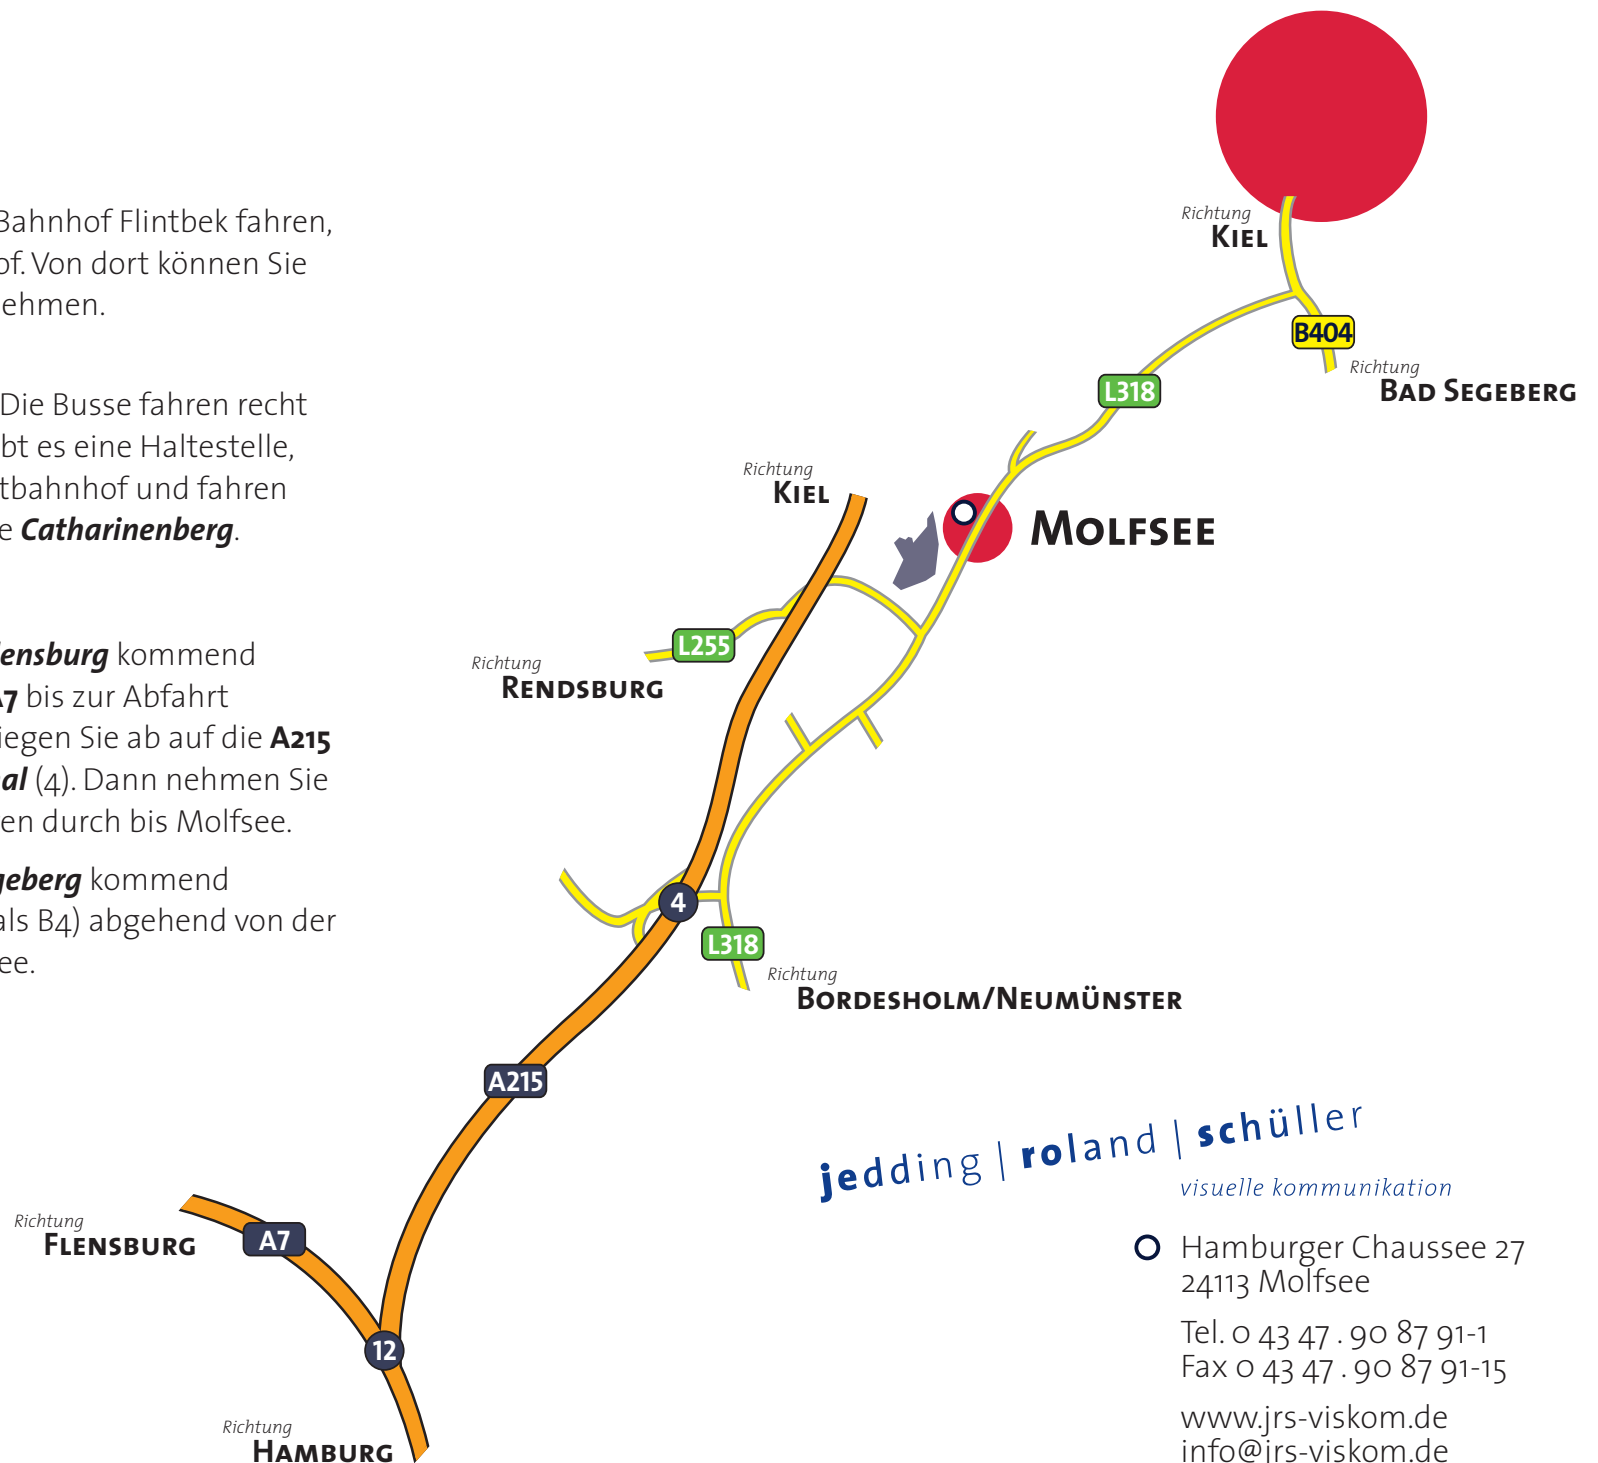 Bahnhof Flintbek fahren,
of. Von dort können Sie
ehmen.
Die Busse fahren recht
bt es eine Haltestelle,
tbahnhof und fahren
e Catharinenberg.
lensburg kommend
A7 bis zur Abfahrt
iegen Sie ab auf die A215
al (4). Dann nehmen Sie
en durch bis Molfsee.
geberg kommend
als B4) abgehend von der
ee.
Richtung
KIEL
B404
Richtung
BAD SEGEBERG
L318
Richtung
KIEL
MOLFSEE
L255
Richtung
RENDSBURG
4
L318
Richtung
BORDESHOLM/NEUMÜNSTER
A215
Richtung
FLENSBURG
A7
12
Richtung
HAMBURG
jedding | roland | schüller
visuelle kommunikation
Hamburger Chaussee 27
24113 Molfsee
Tel. 0 43 47 . 90 87 91-1
Fax 0 43 47 . 90 87 91-15
www.jrs-viskom.de
info@jrs-viskom.de